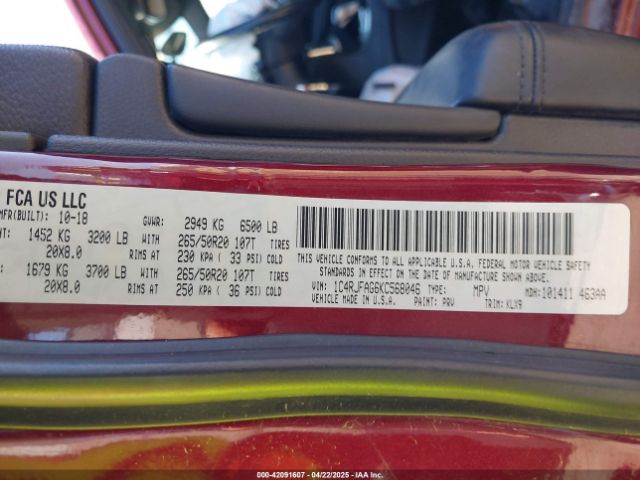 FCA US LLC
MFR(BUILT): 10-18 GVWR: 2949 KG 6500 LB
1452 KG 3200 LB WITH 265/50R20 107T TIRES
20X8.0 RIMS AT 230 KPA ( 33 PSI) COLD
1679 KG 3700 LB WITH 265/50R20 107T TIRES
20X8.0 RIMS AT 250 KPA ( 36 PSI) COLD
THIS VEHICLE CONFORMS TO ALL APPLICABLE U.S.A. FEDERAL MOTOR VEHICLE SAFETY
STANDARDS IN EFFECT ON THE DATE OF MANUFACTURE SHOWN ABOVE.
VIN: 1C4RJFAG6KC568046 TYPE: MPV MDH: 101411 463AA
VEHICLE MADE IN U.S.A. PAINT: PRV TRIM: KLX9
000-42091607 - 04/22/2025 - IAAI.COM